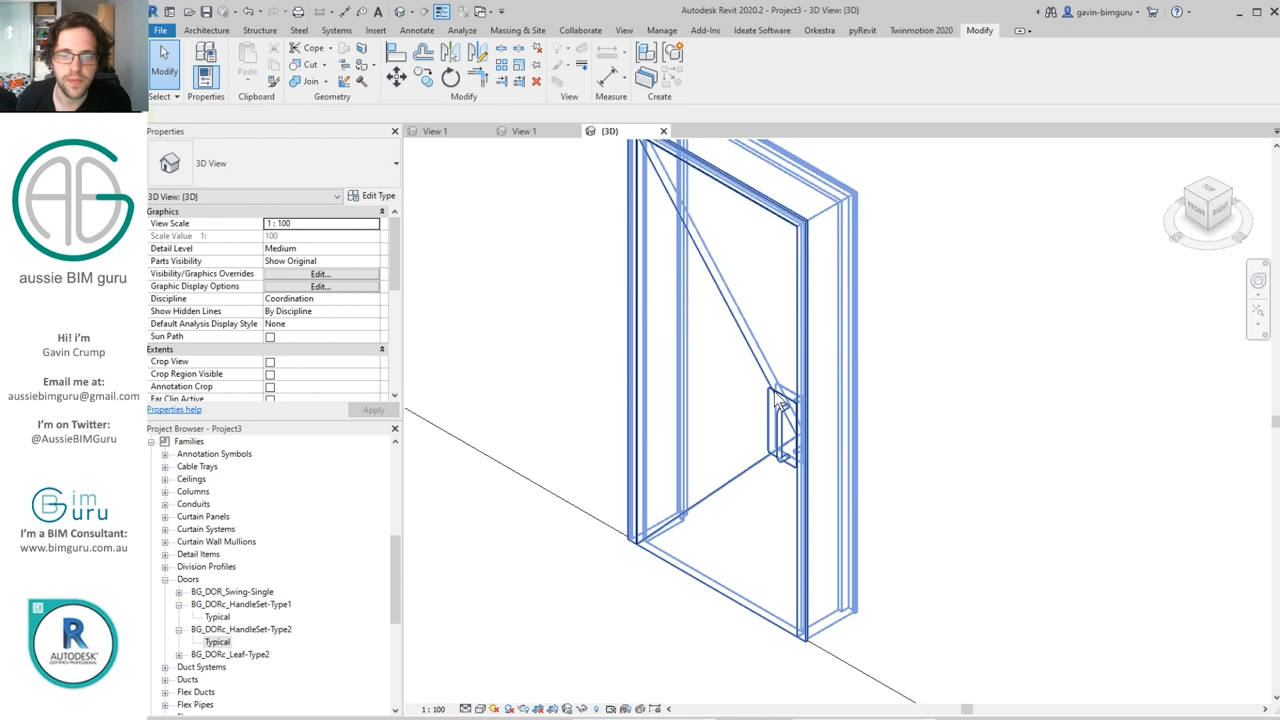 Autodesk Revit 2020.2 - Project3 - 3D View: {3D}
gavin-bimguru
File Architecture Structure Steel Systems Insert Annotate Analyze Massing & Site Collaborate View Manage Add-Ins Ideate Software Orkestra pyRevit Twinmotion 2020 Modify
Modify
Properties
Paste
Cope
Cut
Join
Select Properties Clipboard Geometry Modify View Measure Create
Properties
View 1
View 1
{3D}
3D View
3D View: {3D}
Edit Type
Graphics
View Scale 1 : 100
Scale Value 1: 100
Detail Level Medium
Parts Visibility Show Original
Visibility/Graphics Overrides Edit...
Graphic Display Options Edit...
Discipline Coordination
Show Hidden Lines By Discipline
Default Analysis Display Style None
Sun Path
Extents
Crop View
Crop Region Visible
Annotation Crop
Far Clip Active
Properties help
Apply
Project Browser - Project3
Families
Annotation Symbols
Cable Trays
Ceilings
Columns
Conduits
Curtain Panels
Curtain Systems
Curtain Wall Mullions
Detail Items
Division Profiles
Doors
BG_DOR_Swing-Single
BG_DORc_HandleSet-Type1
Typical
BG_DORc_HandleSet-Type2
Typical
BG_DORc_Leaf-Type2
Duct Systems
Ducts
Flex Ducts
Flex Pipes
1 : 100
TOP
FRONT
RIGHT
AG
aussie BIM guru
Hi! i'm
Gavin Crump
Email me at:
aussiebimguru@gmail.com
I'm on Twitter:
@AussieBIMGuru
Bim
Guru
I'm a BIM Consultant:
www.bimguru.com.au
R
AUTODESK
CERTIFIED PROFESSIONAL